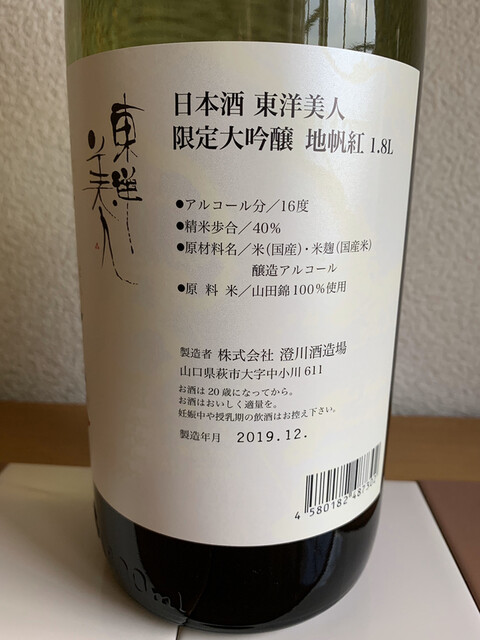 東洋美人
日本酒 東洋美人
限定大吟醸 地帆紅 1.8L
●アルコール分/16度
●精米歩合/40%
●原材料名/米(国産)・米麹(国産米)
醸造アルコール
●原料米/山田錦100%使用
製造者 株式会社 澄川酒造場
山口県萩市大字中小川611
お酒は20歳になってから。
お酒はおいしく適量を。
妊娠中や授乳期の飲酒はお控え下さい。
製造年月 2019.12.
4 580182 487502